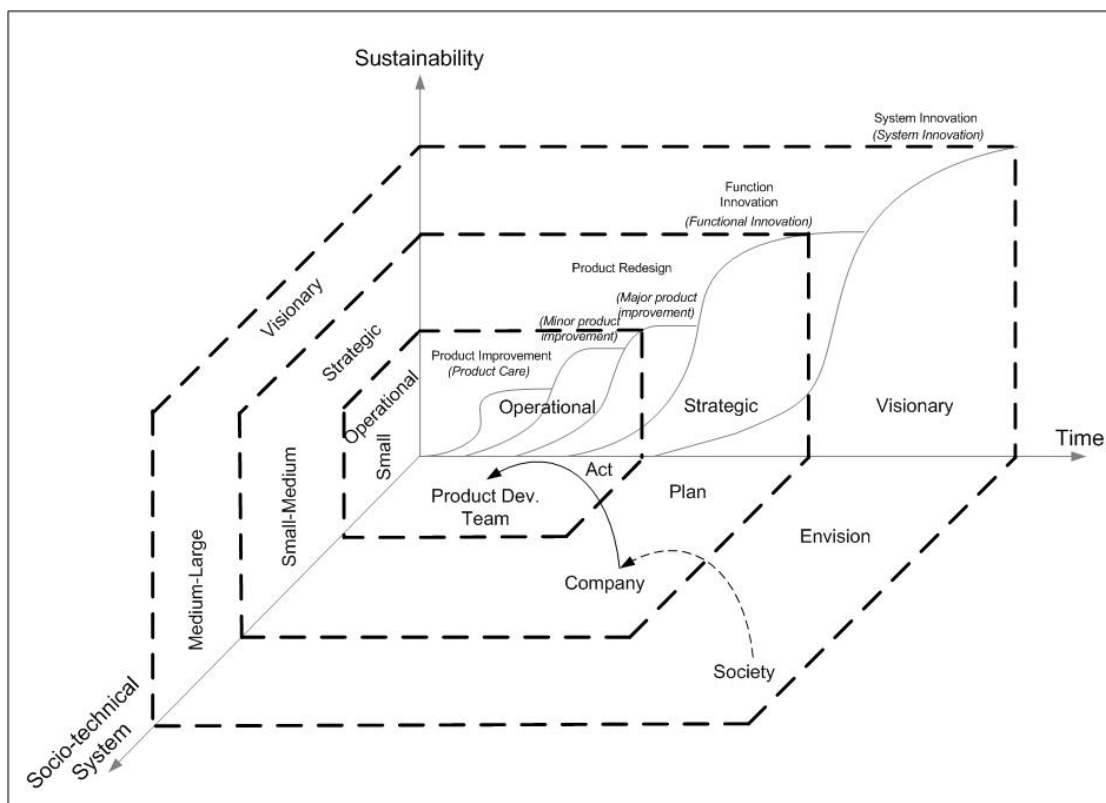 Sustainability
System Innovation
(System Innovation)
Function
Innovation
(Functional Innovation)
Product Redesign
(Major product
improvement)
(Minor product
improvement)
Product Improvement
(Product Care)
Visionary
Strategic
Operational
Operational
Strategic
Visionary
Time
Small
Small-Medium
Medium-Large
Act
Product Dev.
Team
Plan
Envision
Company
Society
Socio-technical
System